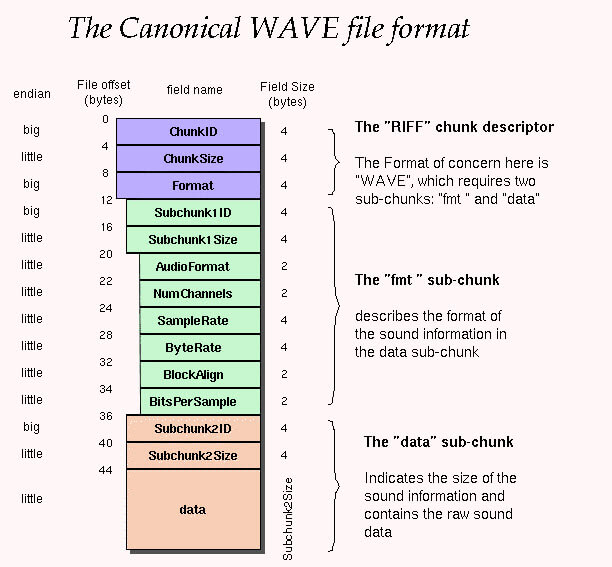 The Canonical WAVE file format
endian
File offset
(bytes)
field name
Field Size
(bytes)
0
big
ChunkID
4
4
little
ChunkSize
4
8
big
Format
4
12
big
Subchunk1ID
4
16
little
Subchunk1Size
4
20
little
AudioFormat
2
22
little
NumChannels
2
24
little
SampleRate
4
28
little
ByteRate
4
32
little
BlockAlign
2
34
little
BitsPerSample
2
36
big
Subchunk2ID
4
40
little
Subchunk2Size
4
44
little
data
Subchunk2Size
The "RIFF" chunk descriptor
The Format of concern here is
"WAVE", which requires two
sub-chunks: "fmt " and "data"
The "fmt " sub-chunk
describes the format of
the sound information in
the data sub-chunk
The "data" sub-chunk
Indicates the size of the
sound information and
contains the raw sound
data